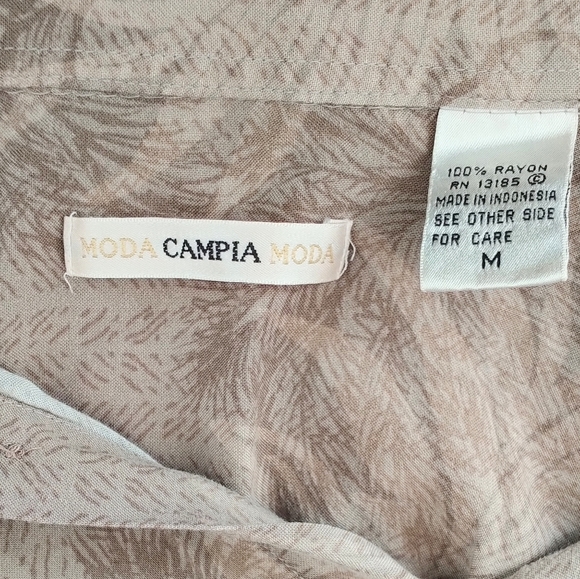 MODA CAMPIA MODA
100% RAYON
RN 13185 ©
MADE IN INDONESIA
SEE OTHER SIDE
FOR CARE
M